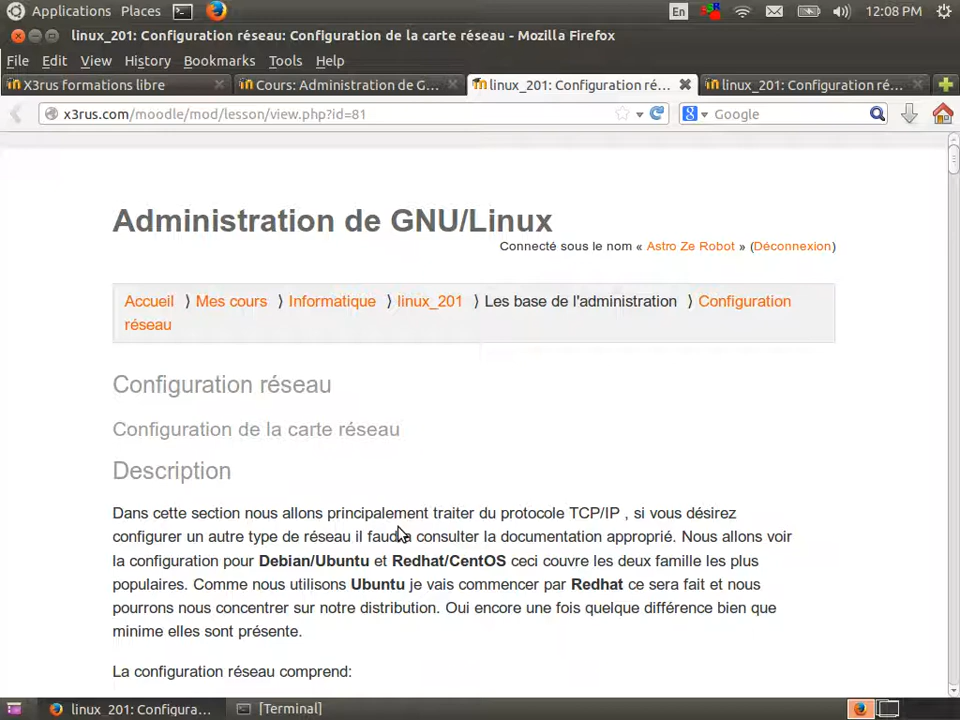 Applications Places En 12:08 PM
linux_201: Configuration réseau: Configuration de la carte réseau - Mozilla Firefox
File Edit View History Bookmarks Tools Help
X3rus formations libre Cours: Administration de G... linux_201: Configuration ré... linux_201: Configuration ré...
x3rus.com/moodle/mod/lesson/view.php?id=81 Google
Administration de GNU/Linux
Connecté sous le nom « Astro Ze Robot » (Déconnexion)
Accueil ⟩ Mes cours ⟩ Informatique ⟩ linux_201 ⟩ Les base de l'administration ⟩ Configuration
réseau
Configuration réseau
Configuration de la carte réseau
Description
Dans cette section nous allons principalement traiter du protocole TCP/IP , si vous désirez
configurer un autre type de réseau il faudra consulter la documentation approprié. Nous allons voir
la configuration pour Debian/Ubuntu et Redhat/CentOS ceci couvre les deux famille les plus
populaires. Comme nous utilisons Ubuntu je vais commencer par Redhat ce sera fait et nous
pourrons nous concentrer sur notre distribution. Oui encore une fois quelque différence bien que
minime elles sont présente.
La configuration réseau comprend:
linux_201: Configura... [Terminal]